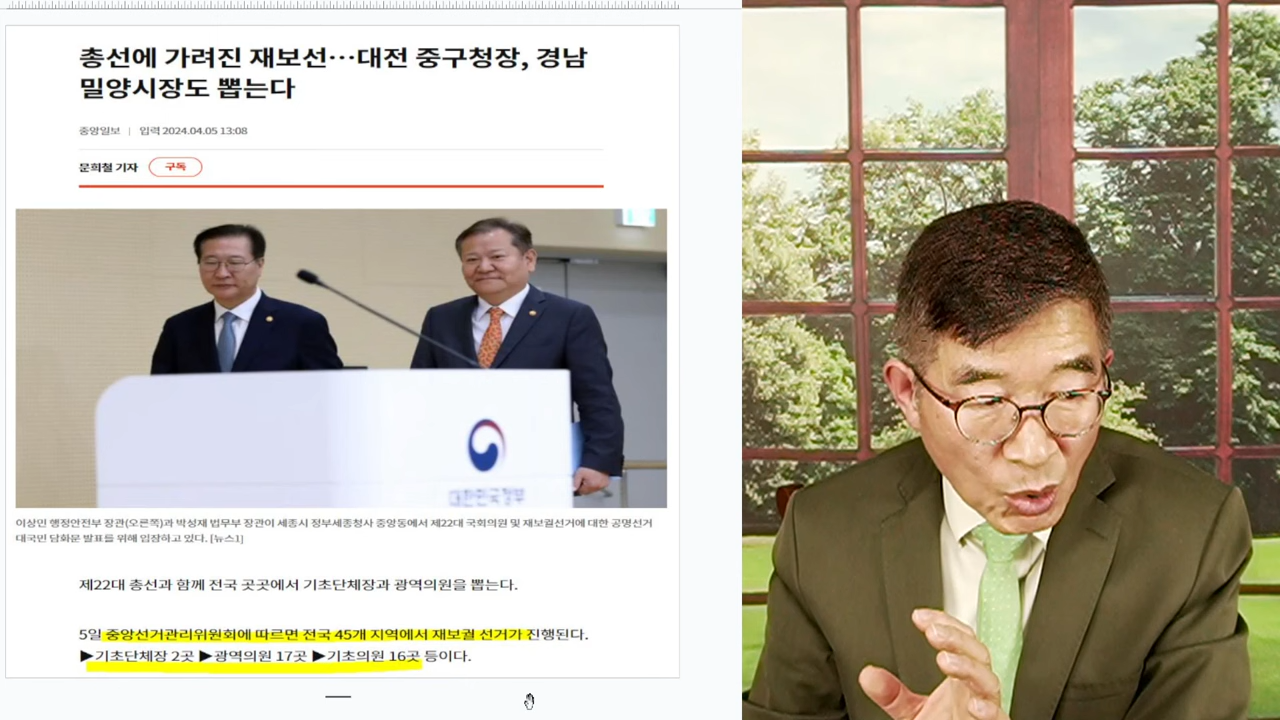 총선에 가려진 재보선…대전 중구청장, 경남
밀양시장도 뽑는다
중앙일보 | 입력 2024.04.05 13:08
문희철 기자 구독
대한민국정부
이상민 행정안전부 장관(오른쪽)과 박성재 법무부 장관이 세종시 정부세종청사 중앙동에서 제22대 국회의원 및 재보궐선거에 대한 공명선거
대국민 담화문 발표를 위해 입장하고 있다. [뉴스1]
제22대 총선과 함께 전국 곳곳에서 기초단체장과 광역의원을 뽑는다.
5일 중앙선거관리위원회에 따르면 전국 45개 지역에서 재보궐 선거가 진행된다.
▶기초단체장 2곳 ▶광역의원 17곳 ▶기초의원 16곳 등이다.